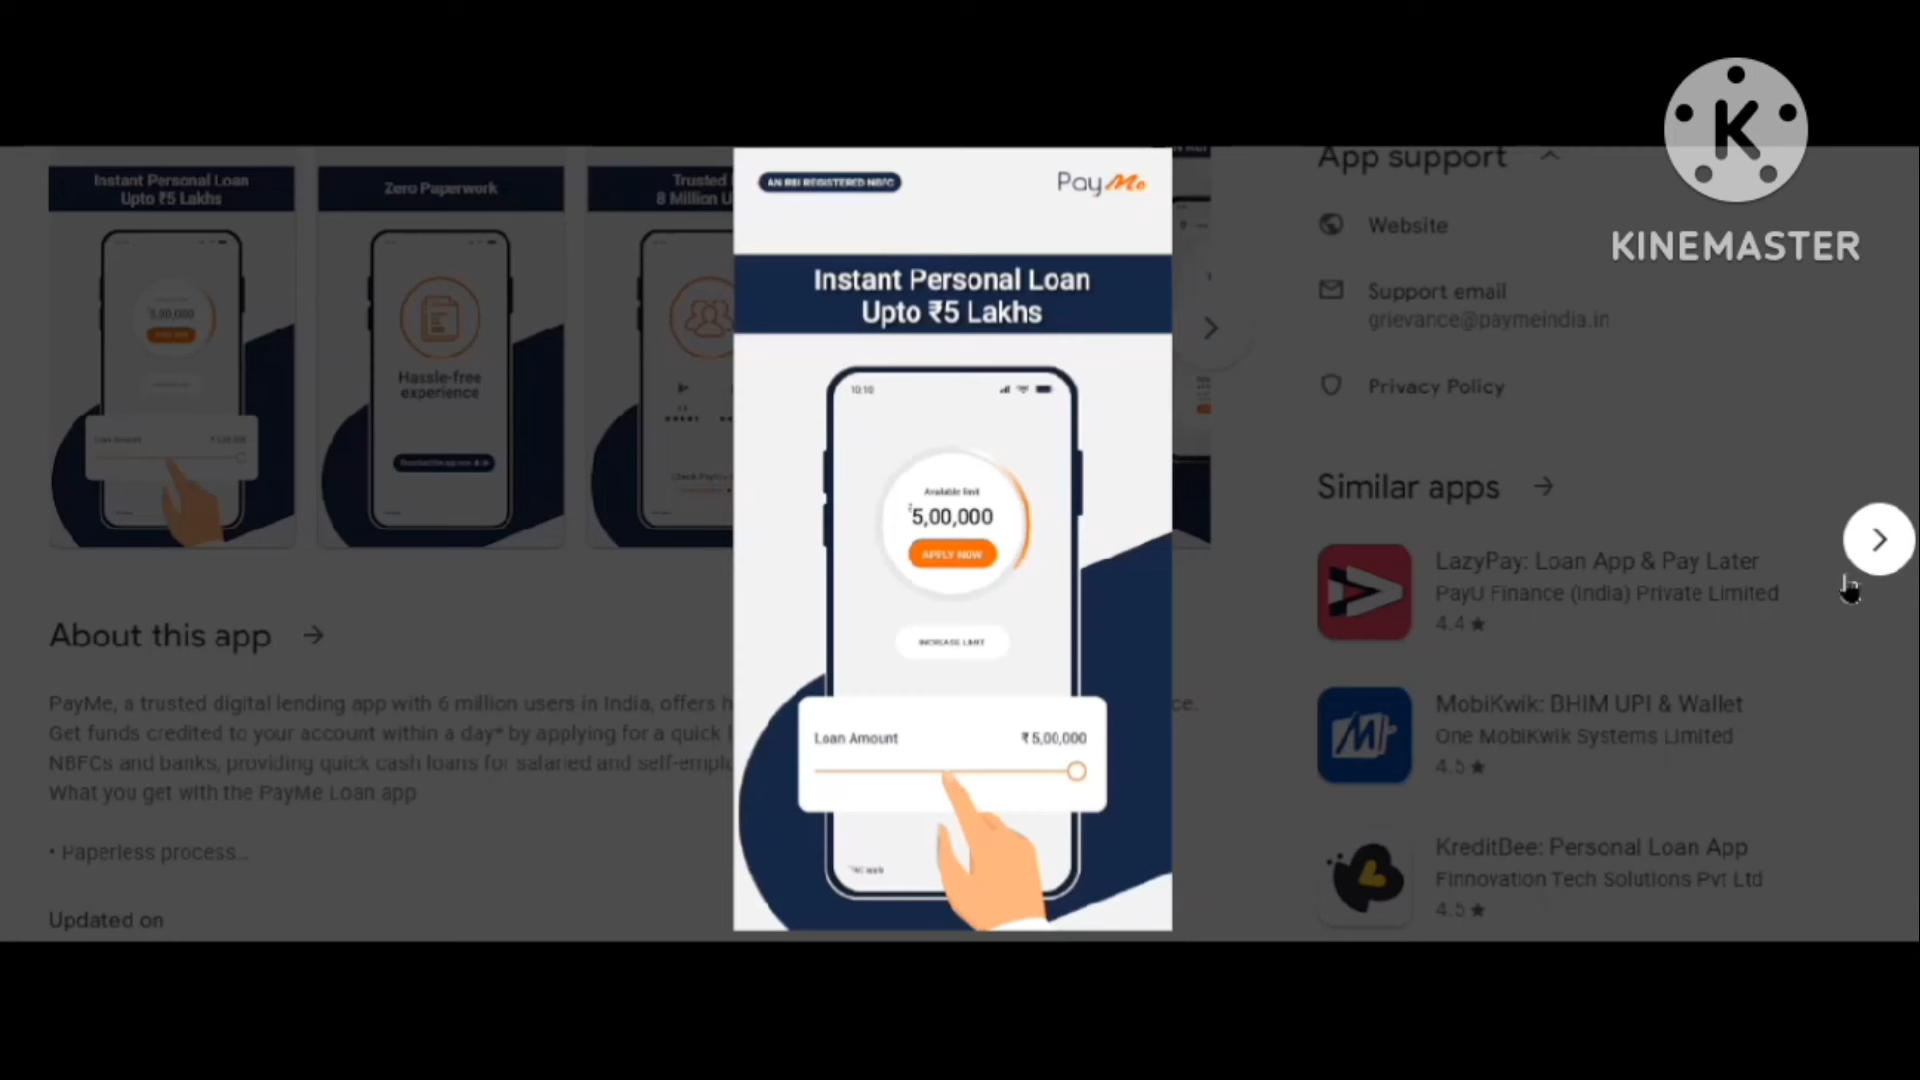 KINEMASTER
Instant Personal Loan
Upto ₹5 Lakhs
Zero Paperwork
Trusted
8 Million U
5,00,000
Hassle-free
experience
Loan Amount
AN RBI REGISTERED NBFC
PayMe
Instant Personal Loan
Upto ₹5 Lakhs
10:10
Available limit
₹5,00,000
APPLY NOW
INCREASE LIMIT
Loan Amount
₹5,00,000
App support
Website
Support email
grievance@paymeindia.in
Privacy Policy
Similar apps
LazyPay: Loan App & Pay Later
PayU Finance (India) Private Limited
4.4★
MobiKwik: BHIM UPI & Wallet
One MobiKwik Systems Limited
4.5★
KreditBee: Personal Loan App
Finnovation Tech Solutions Pvt Ltd
4.5★
About this app
PayMe, a trusted digital lending app with 6 million users in India, offers h
ce.
Get funds credited to your account within a day* by applying for a quick
NBFCs and banks, providing quick cash loans for salaried and self-emplo
What you get with the PayMe Loan app
• Paperless process...
Updated on